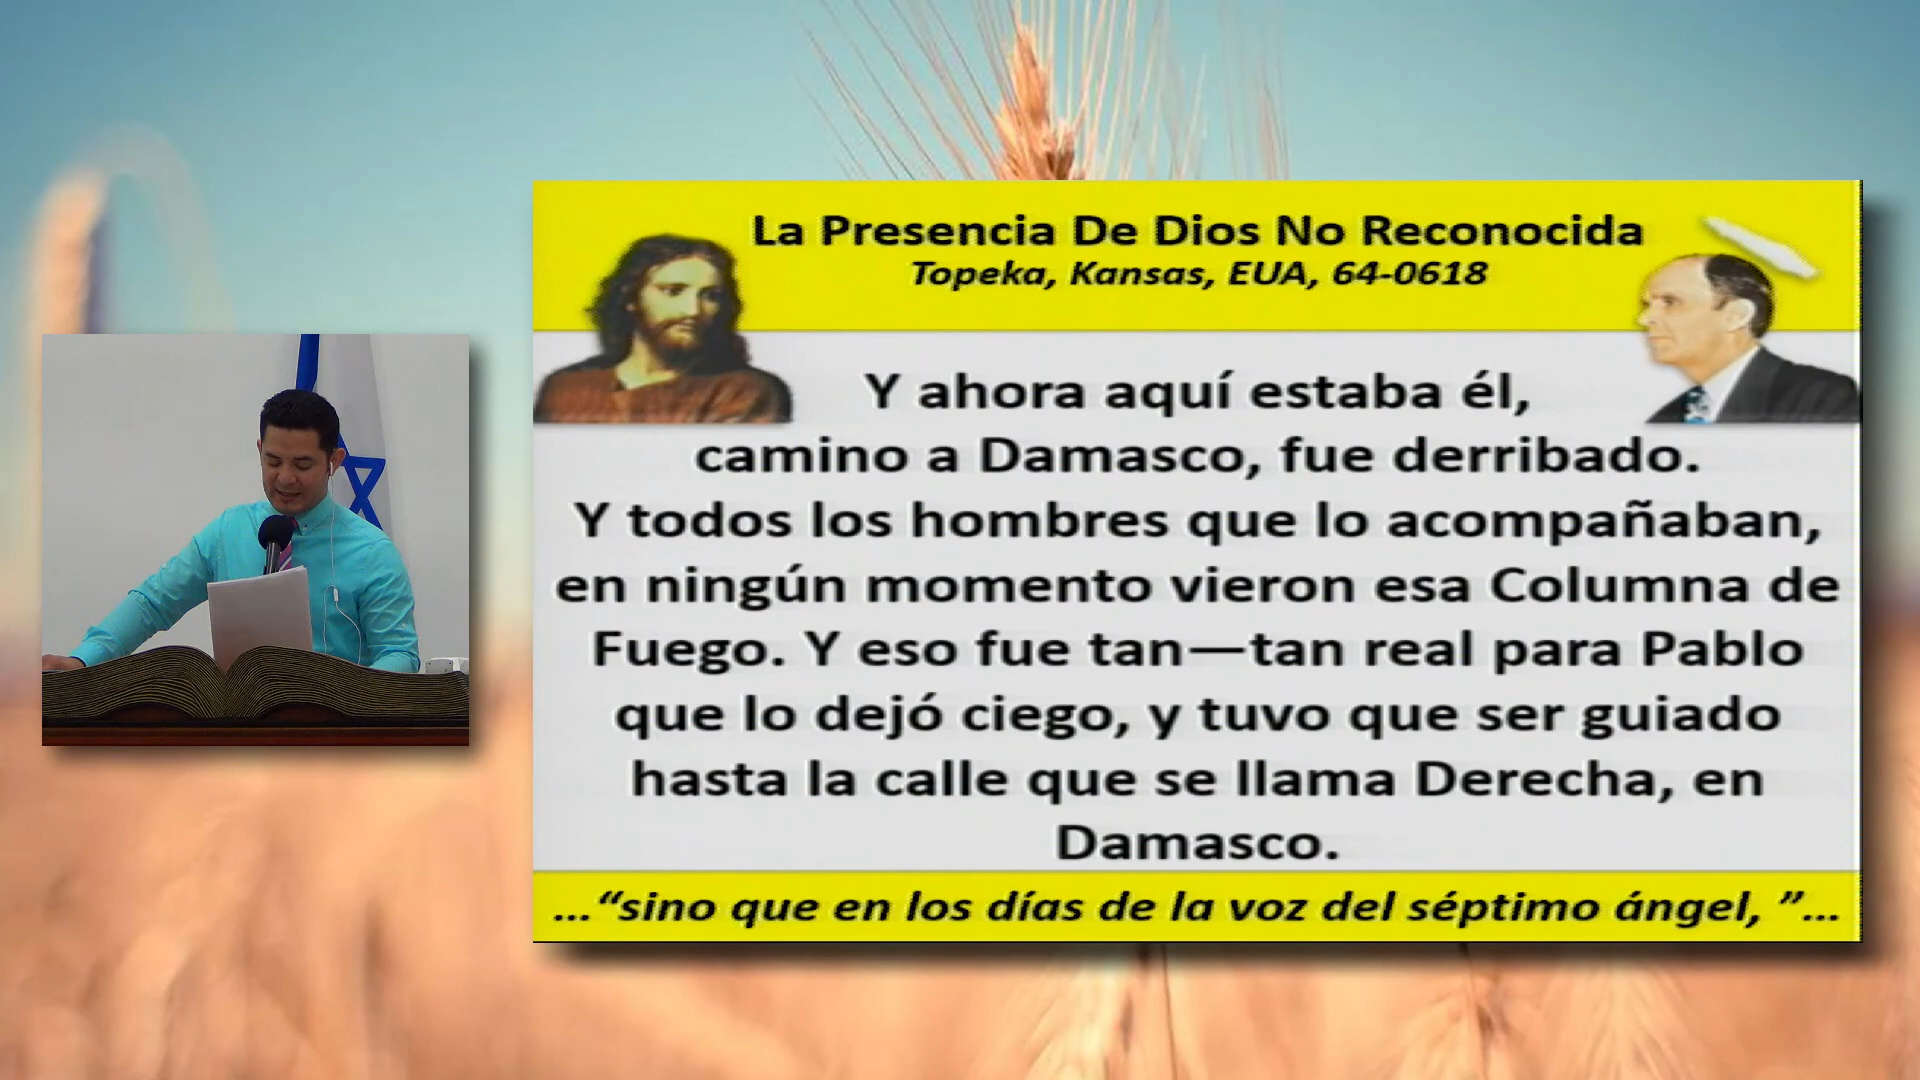 La Presencia De Dios No Reconocida
Topeka, Kansas, EUA, 64-0618
Y ahora aquí estaba él,
camino a Damasco, fue derribado.
Y todos los hombres que lo acompañaban,
en ningún momento vieron esa Columna de
Fuego. Y eso fue tan—tan real para Pablo
que lo dejó ciego, y tuvo que ser guiado
hasta la calle que se llama Derecha, en
Damasco.
...“sino que en los días de la voz del séptimo ángel, ”...